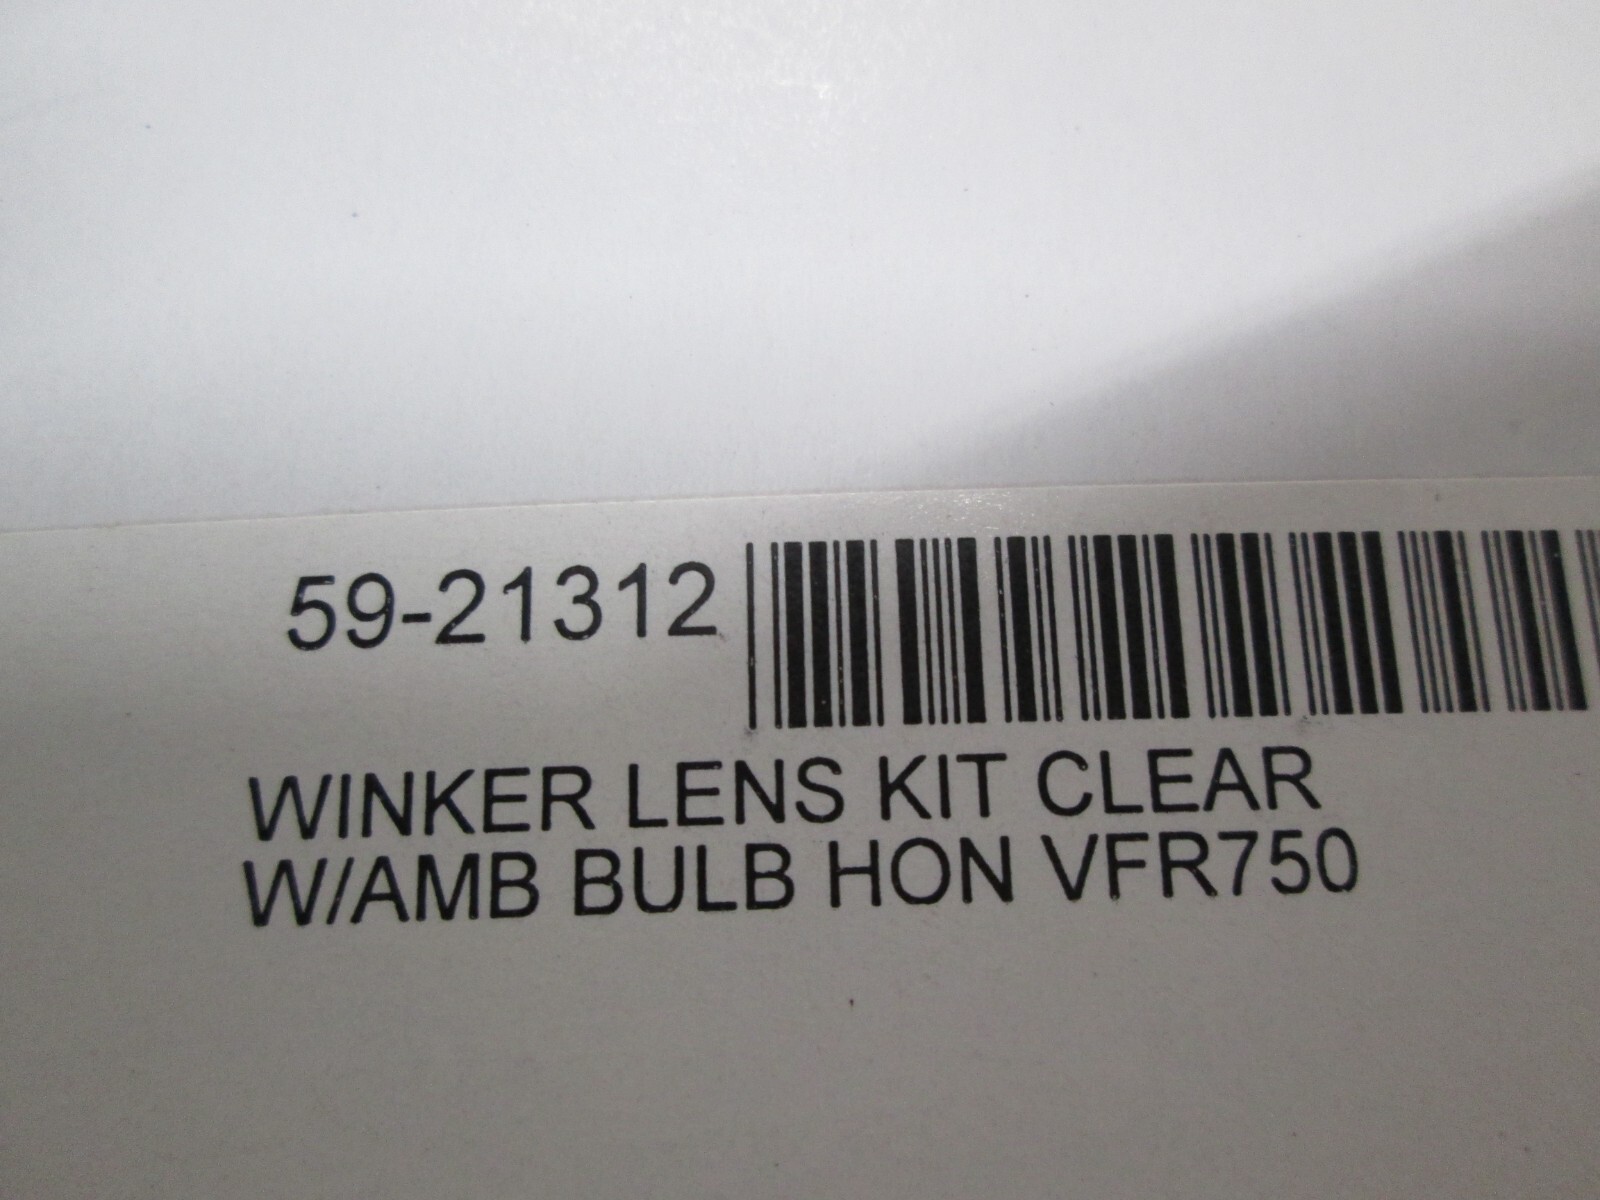 59-21312
WINKER LENS KIT CLEAR
W/AMB BULB HON VFR750